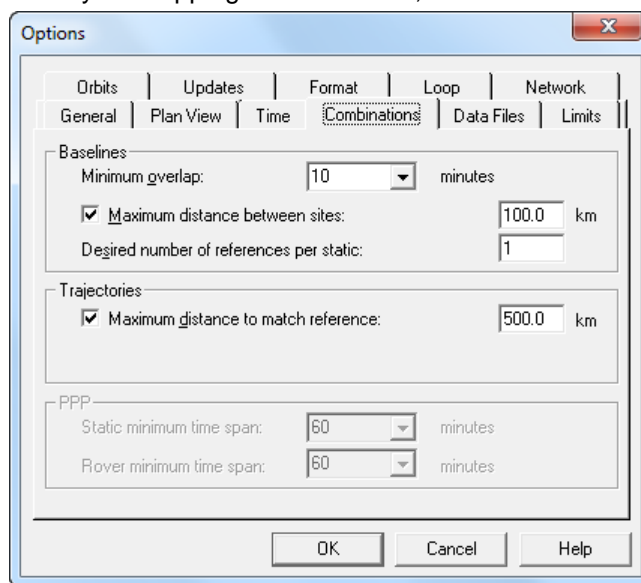 Options
Orbits Updates Format Loop Network
General Plan View Time Combinations Data Files Limits
Baselines
Minimum overlap: 10 minutes
Maximum distance between sites: 100.0 km
Desired number of references per static: 1
Trajectories
Maximum distance to match reference: 500.0 km
PPP
Static minimum time span: 60 minutes
Rover minimum time span: 60 minutes
OK Cancel Help